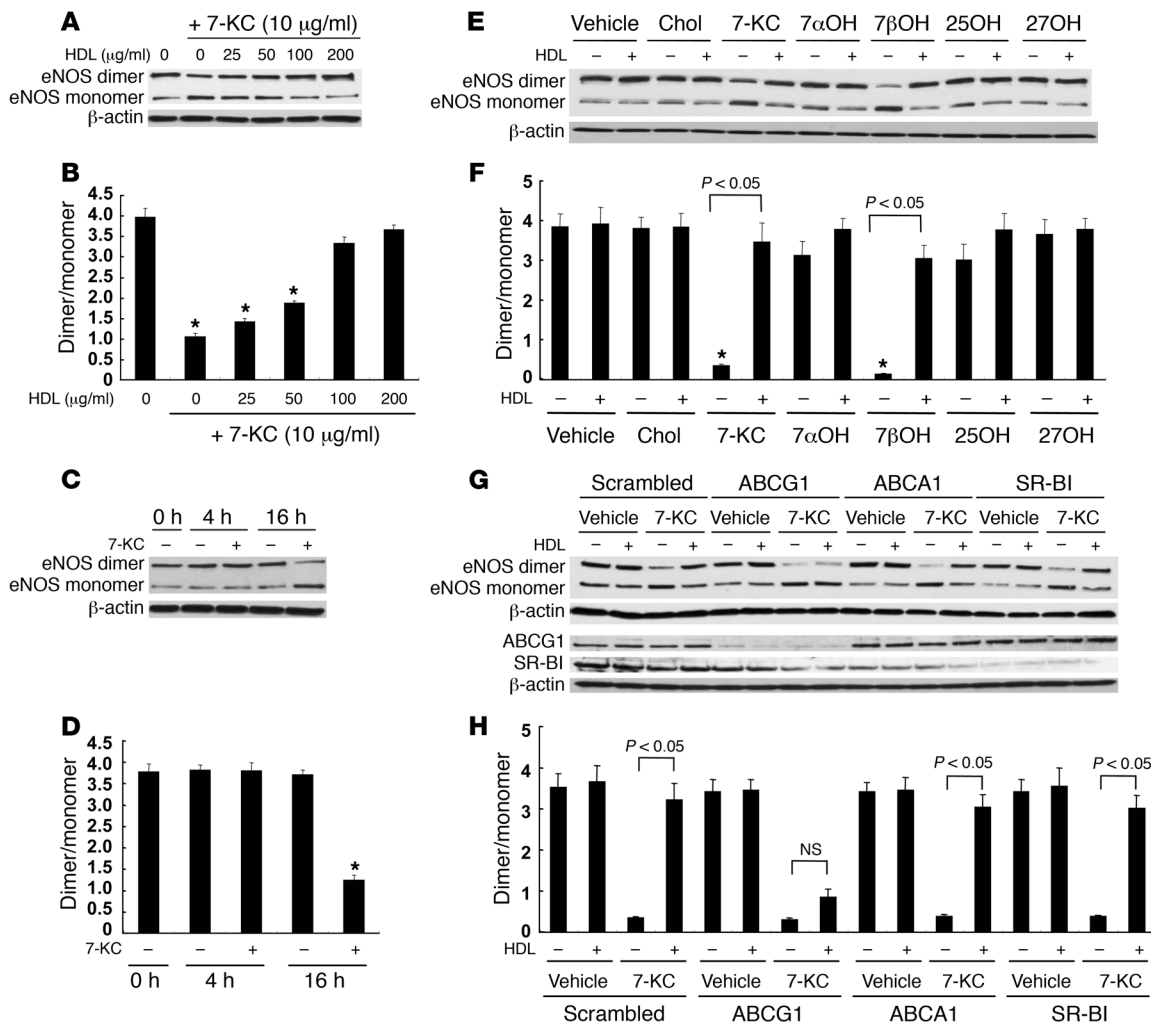 A
+ 7-KC (10 µg/ml)
HDL (µg/ml) 0 0 25 50 100 200
eNOS dimer
eNOS monomer
β-actin
B
Dimer/monomer
4.5
4.0
3.5
3.0
2.5
2.0
1.5
1.0
0.5
0
* * *
HDL (µg/ml) 0 0 25 50 100 200
+ 7-KC (10 µg/ml)
C
0 h 4 h 16 h
7-KC – – + – +
eNOS dimer
eNOS monomer
β-actin
D
Dimer/monomer
4.5
4.0
3.5
3.0
2.5
2.0
1.5
1.0
0.5
0
*
7-KC – – + – +
0 h 4 h 16 h
E
Vehicle Chol 7-KC 7αOH 7βOH 25OH 27OH
HDL – + – + – + – + – + – + – +
eNOS dimer
eNOS monomer
β-actin
F
Dimer/monomer
5
4
3
2
1
0
P < 0.05
P < 0.05
* *
HDL – + – + – + – + – + – + – +
Vehicle Chol 7-KC 7αOH 7βOH 25OH 27OH
G
Scrambled ABCG1 ABCA1 SR-BI
Vehicle 7-KC Vehicle 7-KC Vehicle 7-KC Vehicle 7-KC
HDL – + – + – + – + – + – + – + – +
eNOS dimer
eNOS monomer
β-actin
ABCG1
SR-BI
β-actin
H
Dimer/monomer
5
4
3
2
1
0
P < 0.05
NS
P < 0.05
P < 0.05
HDL – + – + – + – + – + – + – + – +
Vehicle 7-KC Vehicle 7-KC Vehicle 7-KC Vehicle 7-KC
Scrambled ABCG1 ABCA1 SR-BI